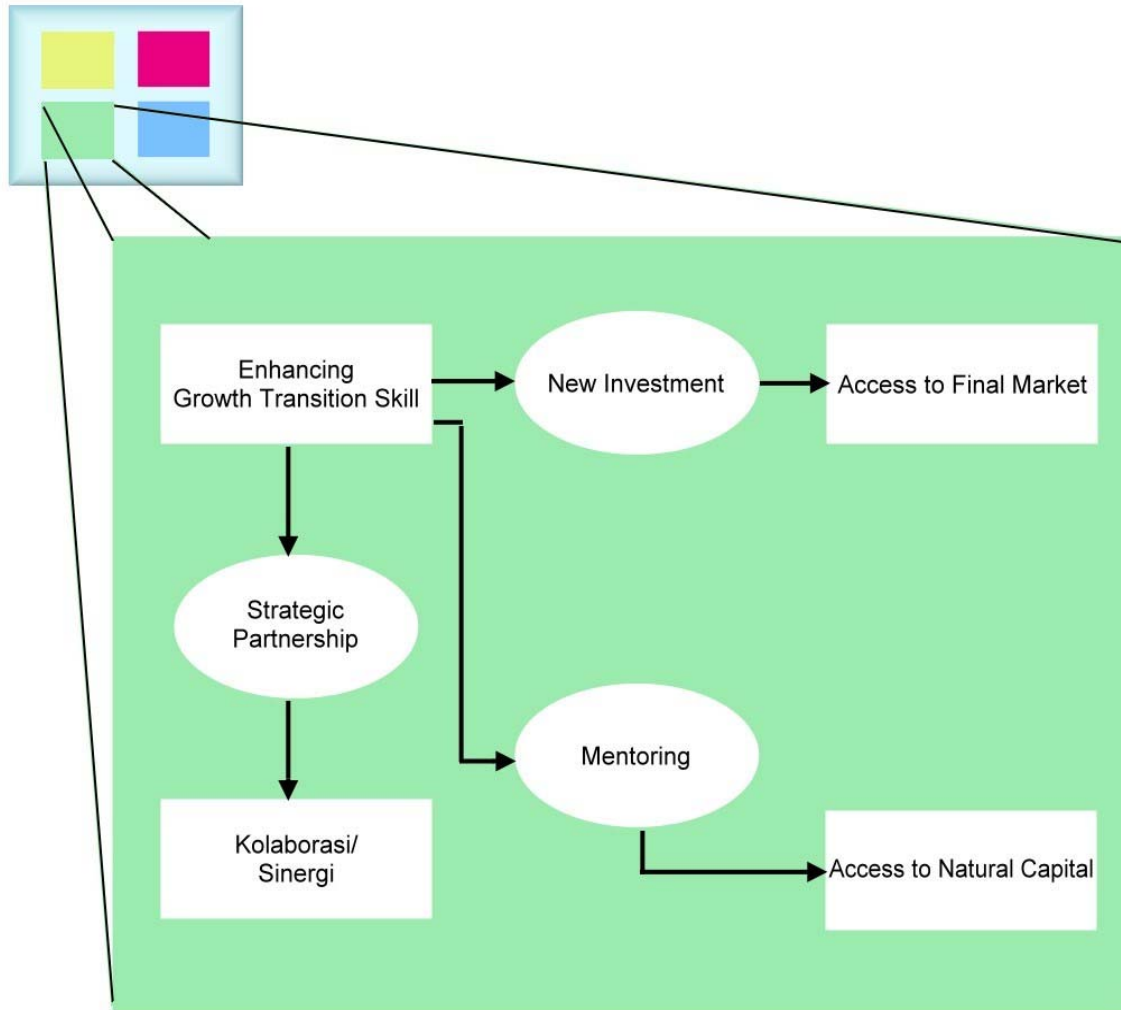 Enhancing
Growth Transition Skill
New Investment
Access to Final Market
Strategic
Partnership
Mentoring
Kolaborasi/
Sinergi
Access to Natural Capital